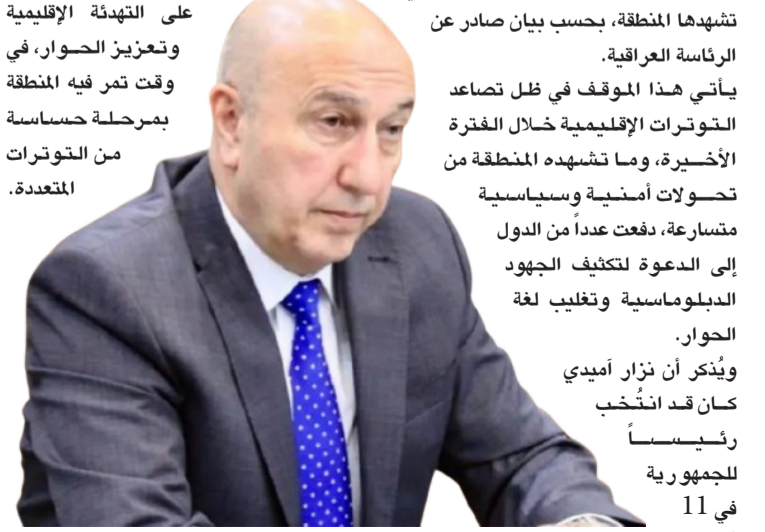 تشهدها المنطقة، بحسب بيان صادر عن
الرئاسة العراقية.
يأتي هذا الموقف في ظل تصاعد
التوترات الإقليمية خلال الفترة
الأخيرة، وما تشهده المنطقة من
تحولات أمنية وسياسية
متسارعة، دفعت عدداً من الدول
إلى الدعوة لتكثيف الجهود
الدبلوماسية وتغليب لغة
الحوار.
ويُذكر أن نزار آميدي
كان قد انتُخب
رئيساً
للجمهورية
في 11
على التهدئة الإقليمية
وتعزيز الحوار، في
وقت تمر فيه المنطقة
بمرحلة حساسة
من التوترات
المتعددة.